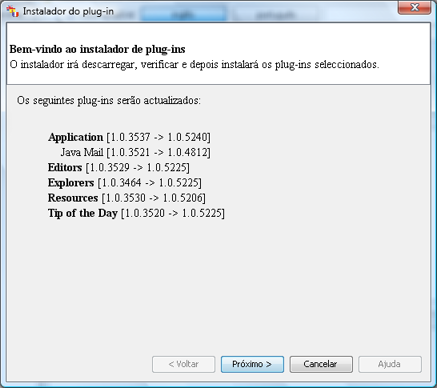 Instalador do plug-in
Bem-vindo ao instalador de plug-ins
O instalador irá descarregar, verificar e depois instalará os plug-ins seleccionados.
Os seguintes plug-ins serão actualizados:
Application [1.0.3537 -> 1.0.5240]
Java Mail [1.0.3521 -> 1.0.4812]
Editors [1.0.3529 -> 1.0.5225]
Explorers [1.0.3464 -> 1.0.5225]
Resources [1.0.3530 -> 1.0.5206]
Tip of the Day [1.0.3520 -> 1.0.5225]
< Voltar
Próximo >
Cancelar
Ajuda